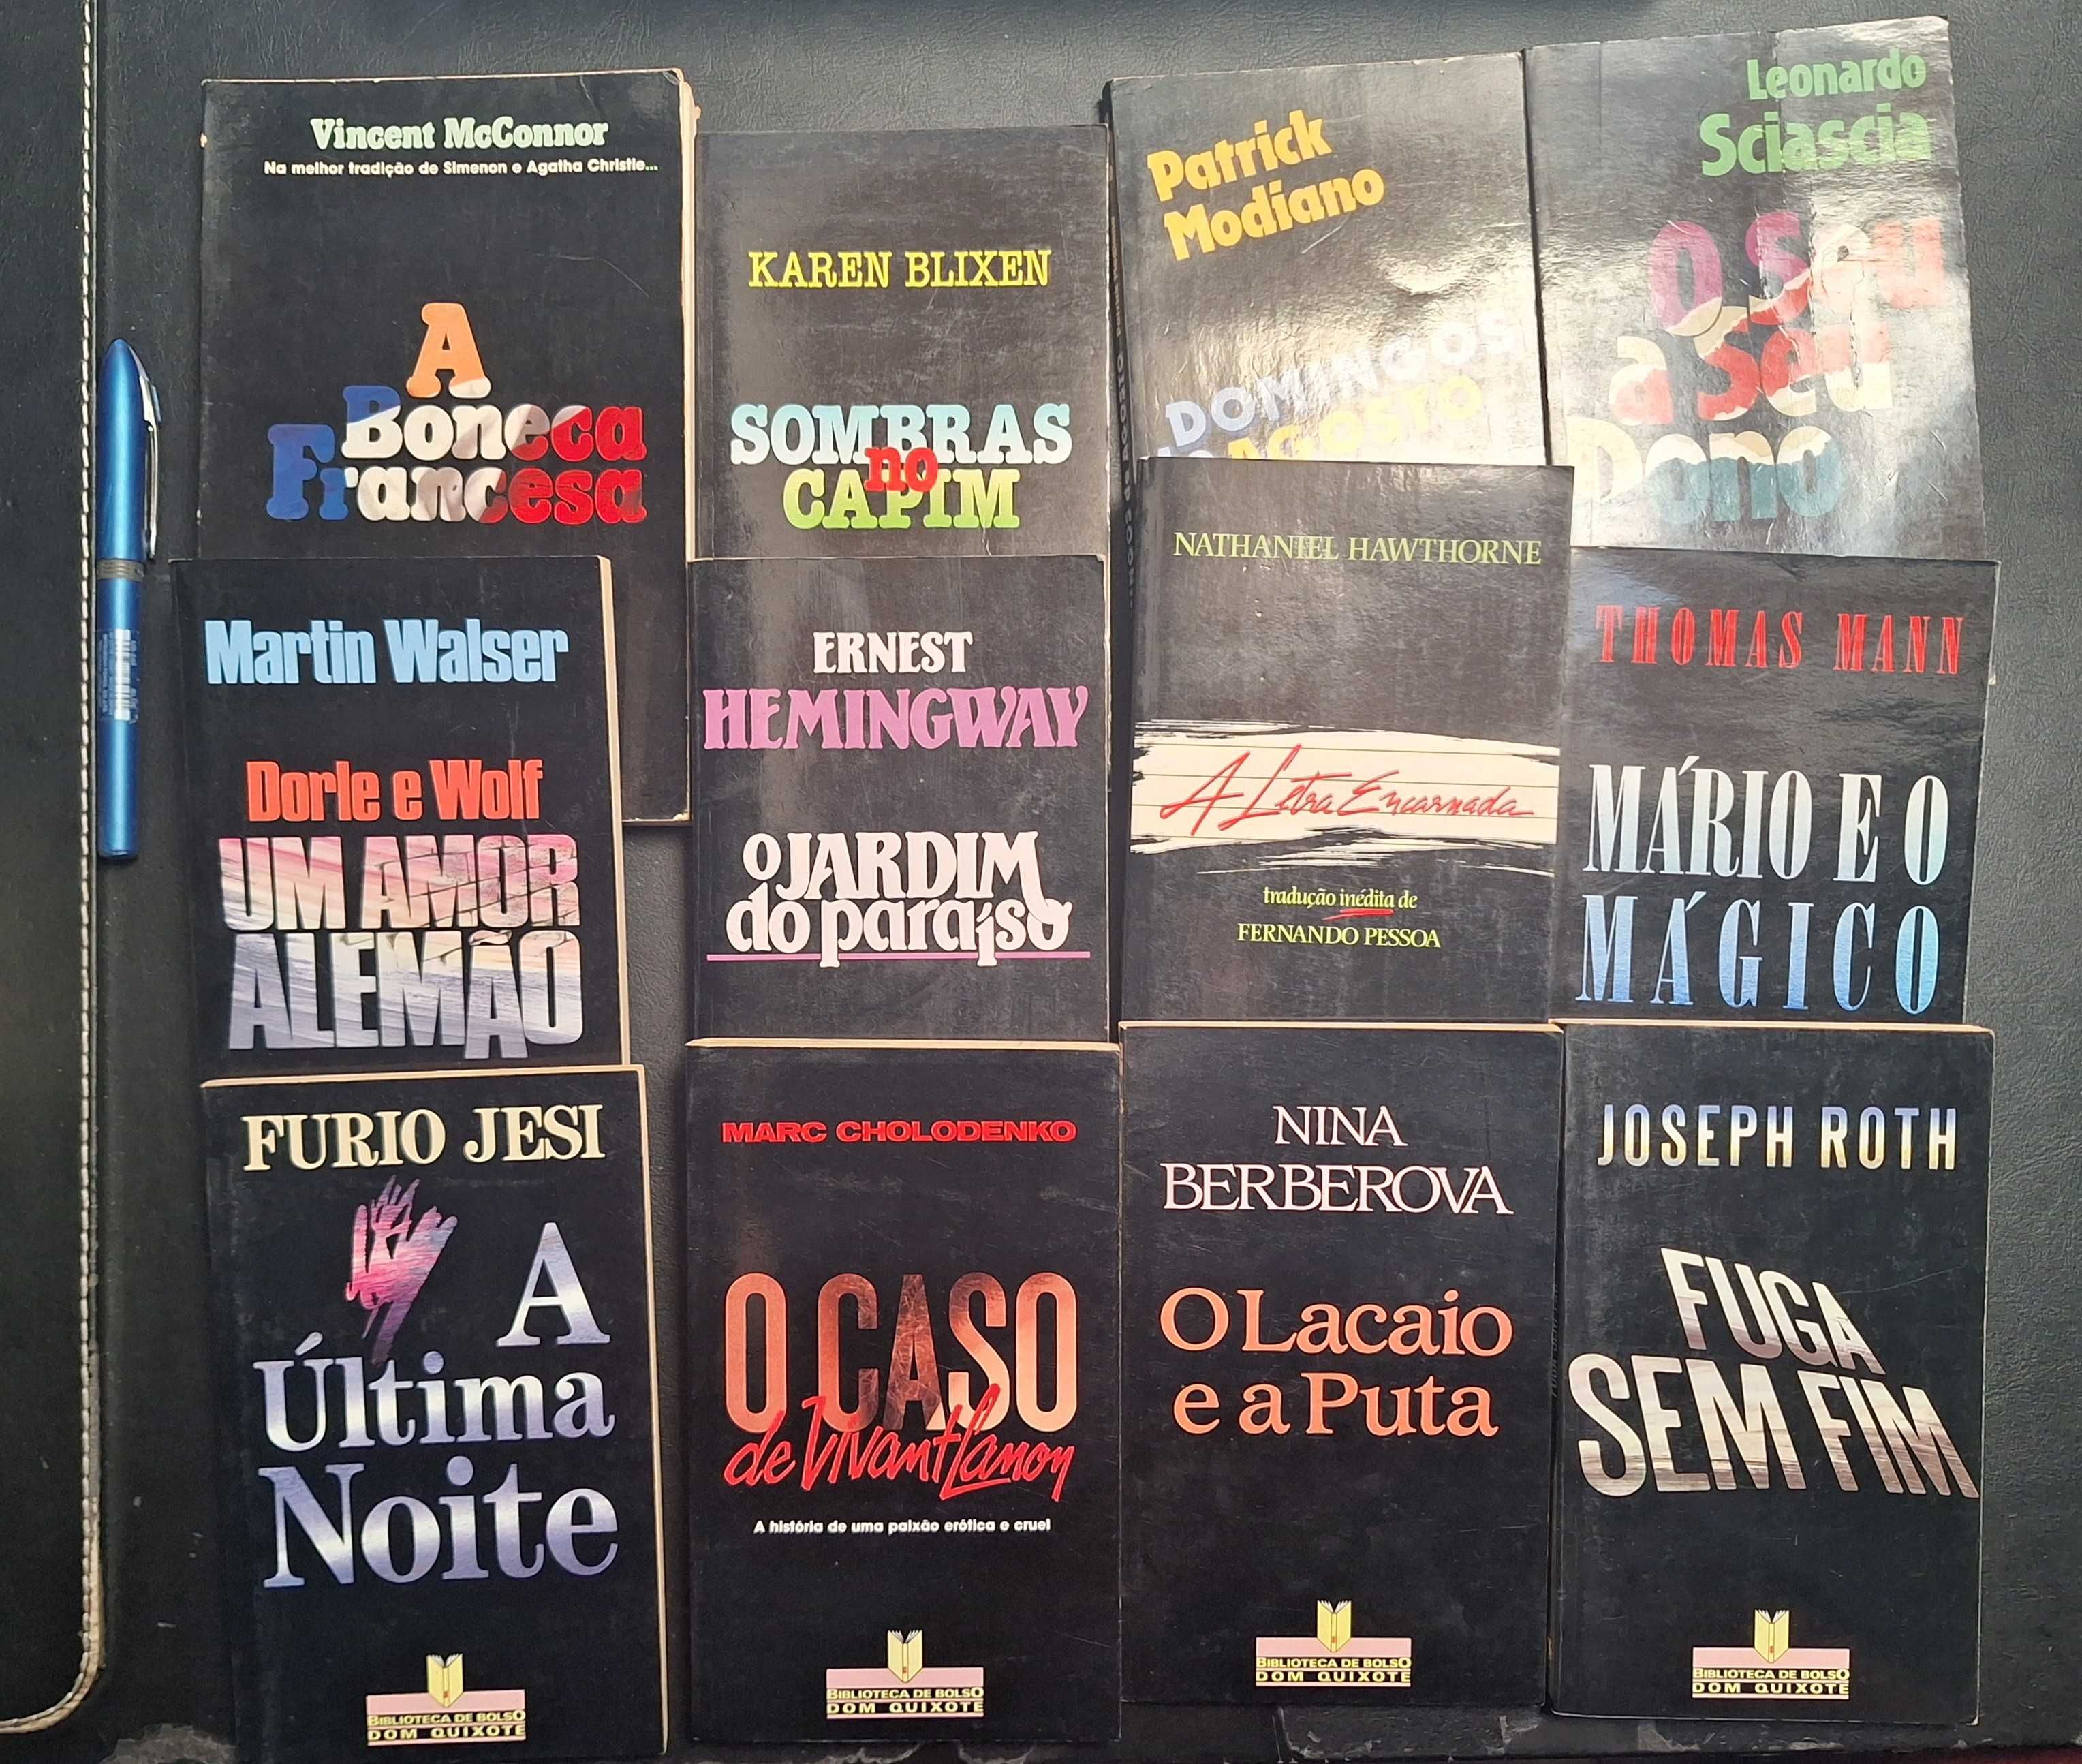 Vincent McConnor
Na melhor tradição de Simenon e Agatha Christie...
A
Boneca
Francesa
KAREN BLIXEN
SOMBRAS
no
CAPIM
Patrick
Modiano
DOMINGOS
AGOSTO
Leonardo
Sciascia
O Seu
a Seu
Dono
Martin Walser
Dorle e Wolf
UM AMOR
ALEMÃO
ERNEST
HEMINGWAY
O JARDIM
do paraíso
NATHANIEL HAWTHORNE
A Letra Encarnada
tradução inédita de
FERNANDO PESSOA
THOMAS MANN
MÁRIO E O
MÁGICO
FURIO JESI
A
Última
Noite
BIBLIOTECA DE BOLSO
DOM QUIXOTE
MARC CHOLODENKO
O CASO
de Vivant Lanon
A história de uma paixão erótica e cruel
BIBLIOTECA DE BOLSO
DOM QUIXOTE
NINA
BERBEROVA
O Lacaio
e a Puta
BIBLIOTECA DE BOLSO
DOM QUIXOTE
JOSEPH ROTH
FUGA
SEM FIM
BIBLIOTECA DE BOLSO
DOM QUIXOTE